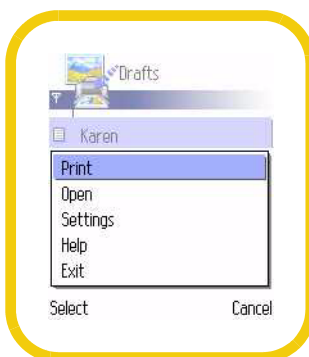 Drafts
Karen
Print
Open
Settings
Help
Exit
Select Cancel